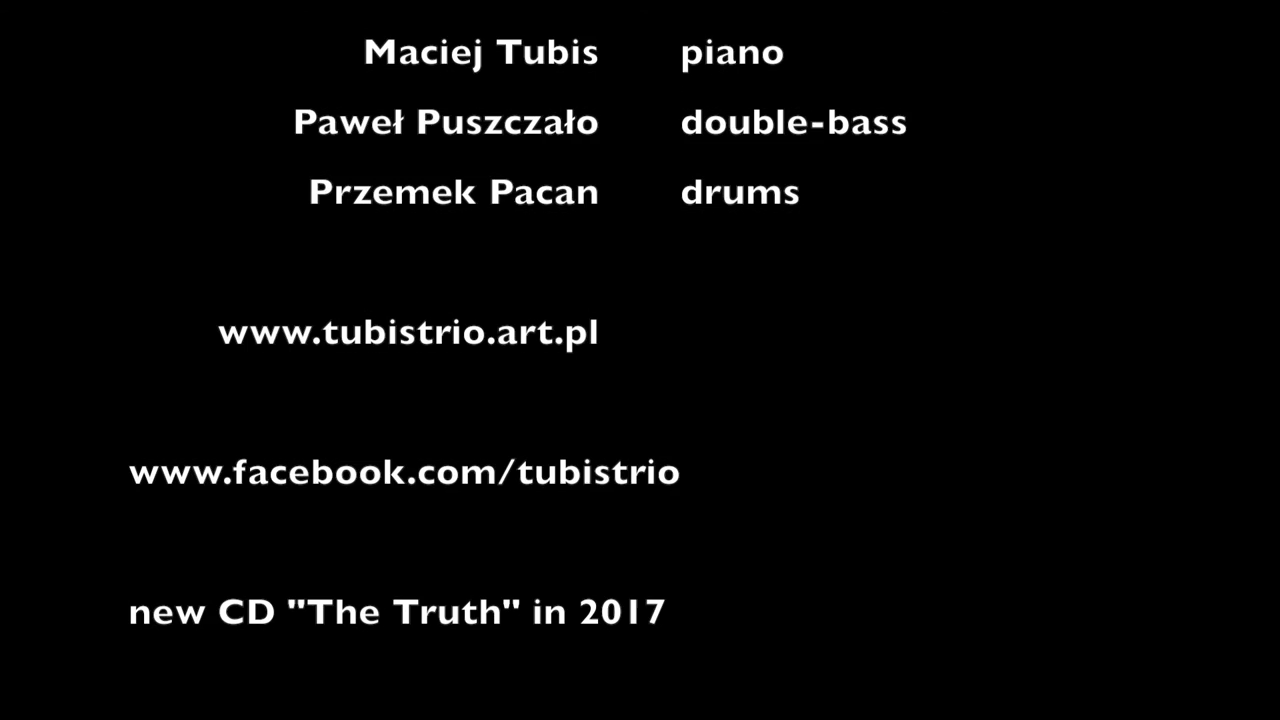 Maciej Tubis piano
Paweł Puszczało double-bass
Przemek Pacan drums
www.tubistrio.art.pl
www.facebook.com/tubistrio
new CD "The Truth" in 2017